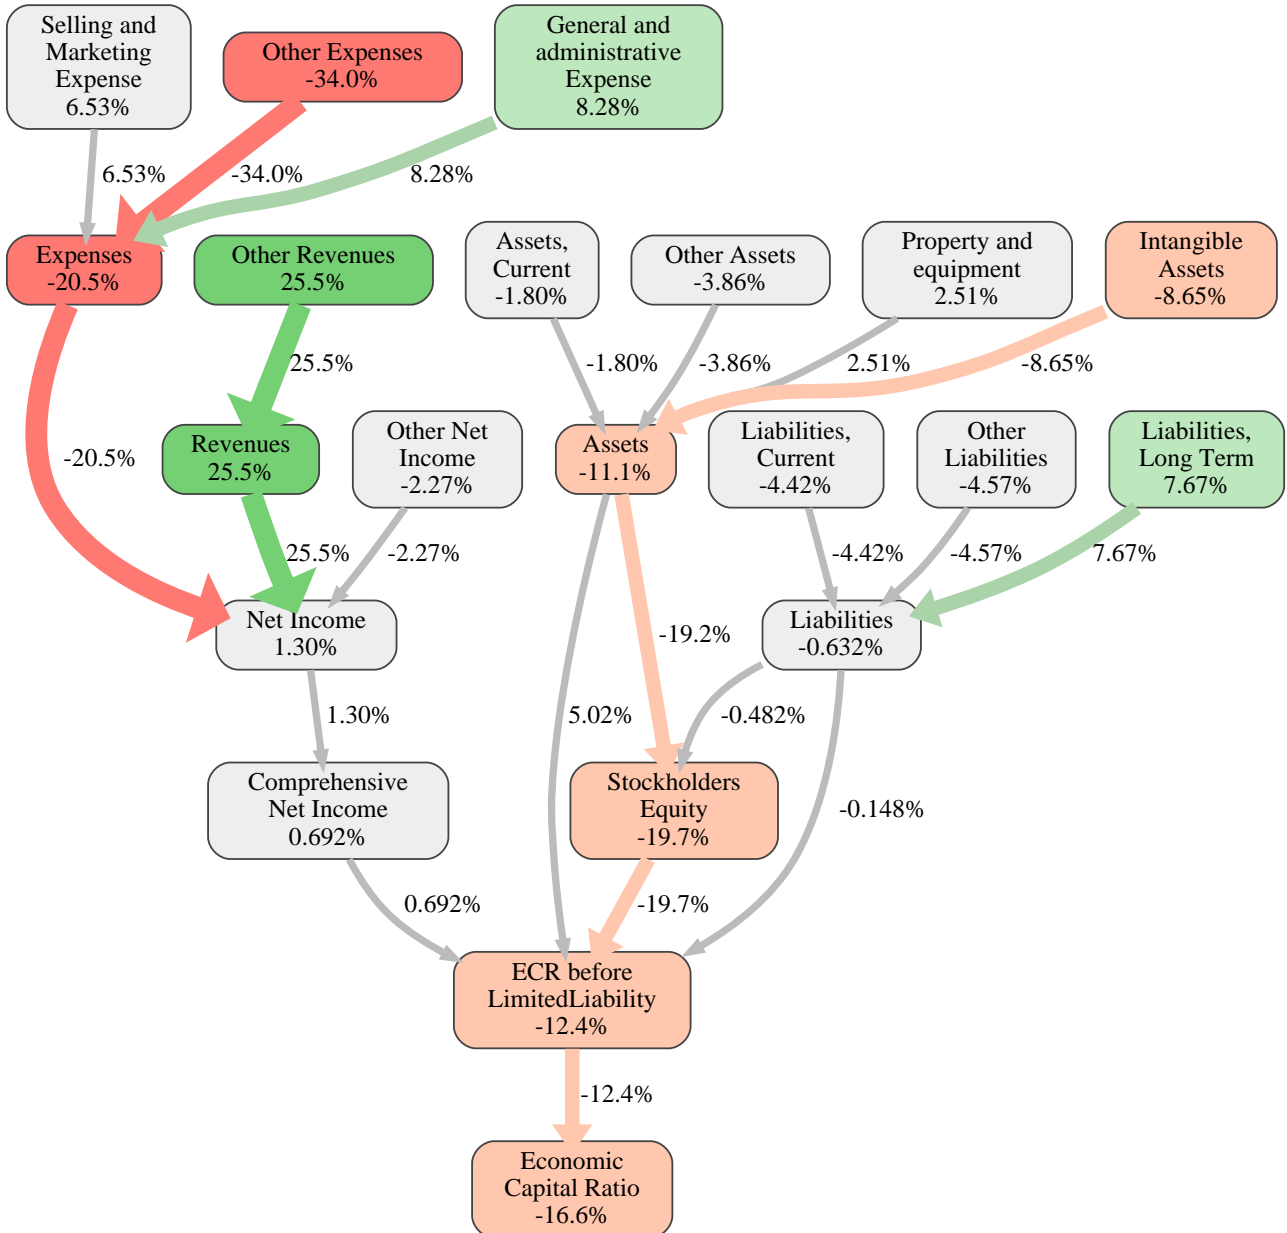 Selling and
Marketing
Expense
6.53%
Other Expenses
-34.0%
General and
administrative
Expense
8.28%
6.53%
-34.0%
8.28%
Expenses
-20.5%
Other Revenues
25.5%
Assets,
Current
-1.80%
Other Assets
-3.86%
Property and
equipment
2.51%
Intangible
Assets
-8.65%
25.5%
-1.80%
-3.86%
2.51%
-8.65%
-20.5%
Revenues
25.5%
Other Net
Income
-2.27%
Assets
-11.1%
Liabilities,
Current
-4.42%
Other
Liabilities
-4.57%
Liabilities,
Long Term
7.67%
25.5%
-2.27%
-4.42%
-4.57%
7.67%
Net Income
1.30%
-19.2%
Liabilities
-0.632%
1.30%
5.02%
-0.482%
Comprehensive
Net Income
0.692%
Stockholders
Equity
-19.7%
-0.148%
0.692%
-19.7%
ECR before
LimitedLiability
-12.4%
-12.4%
Economic
Capital Ratio
-16.6%